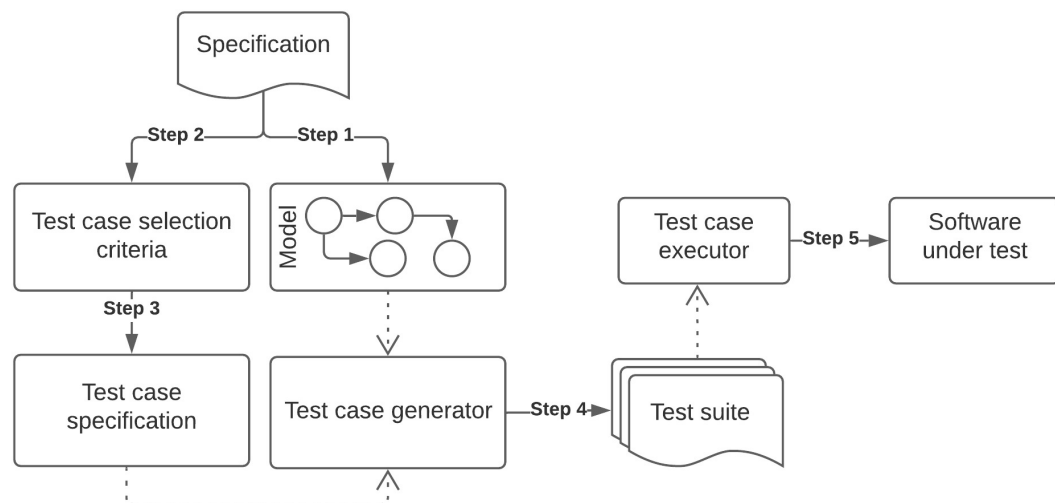 Specification
Step 2
Step 1
Test case selection
criteria
Model
Test case
executor
Step 5
Software
under test
Step 3
Test case
specification
Test case generator
Step 4
Test suite